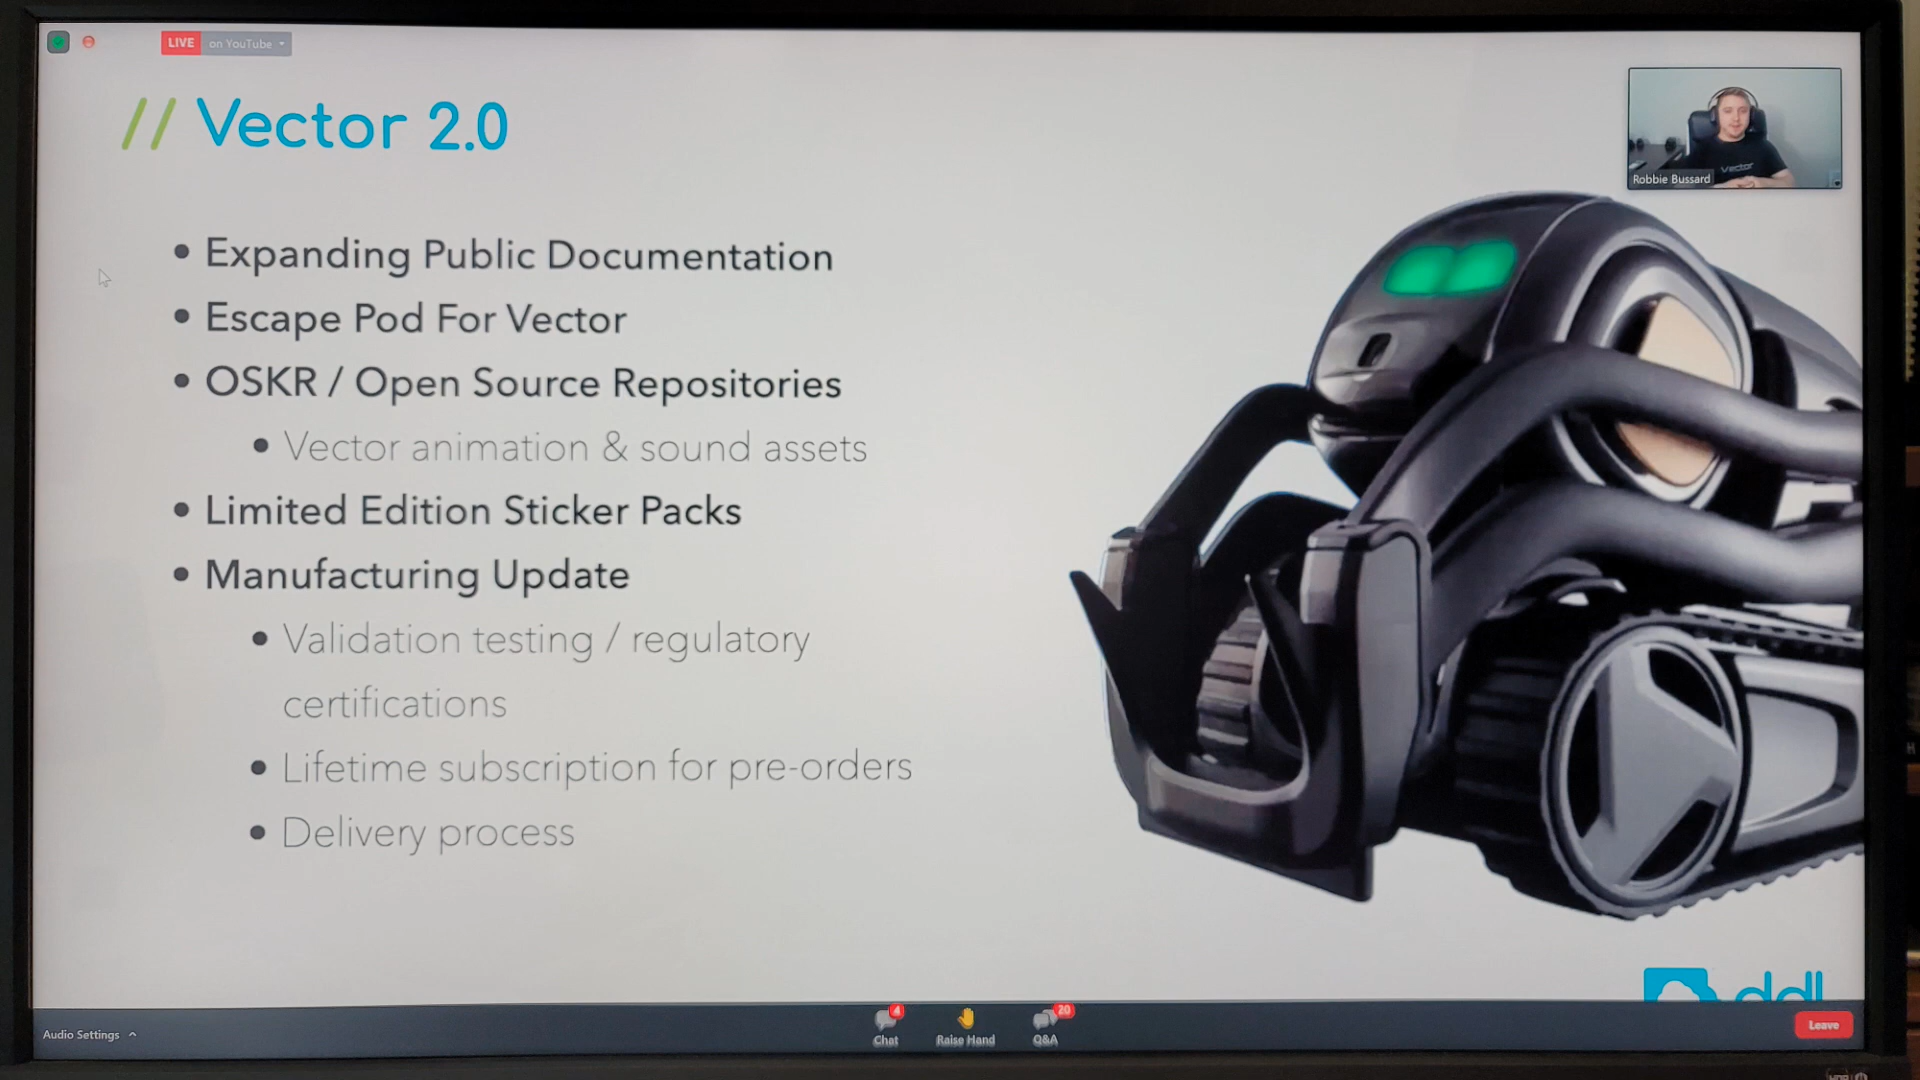 LIVE on YouTube
// Vector 2.0
Robbie Bussard
Vector
• Expanding Public Documentation
• Escape Pod For Vector
• OSKR / Open Source Repositories
• Vector animation & sound assets
• Limited Edition Sticker Packs
• Manufacturing Update
• Validation testing / regulatory
certifications
• Lifetime subscription for pre-orders
• Delivery process
ddl
Audio Settings
4
Chat
Raise Hand
20
Q&A
Leave